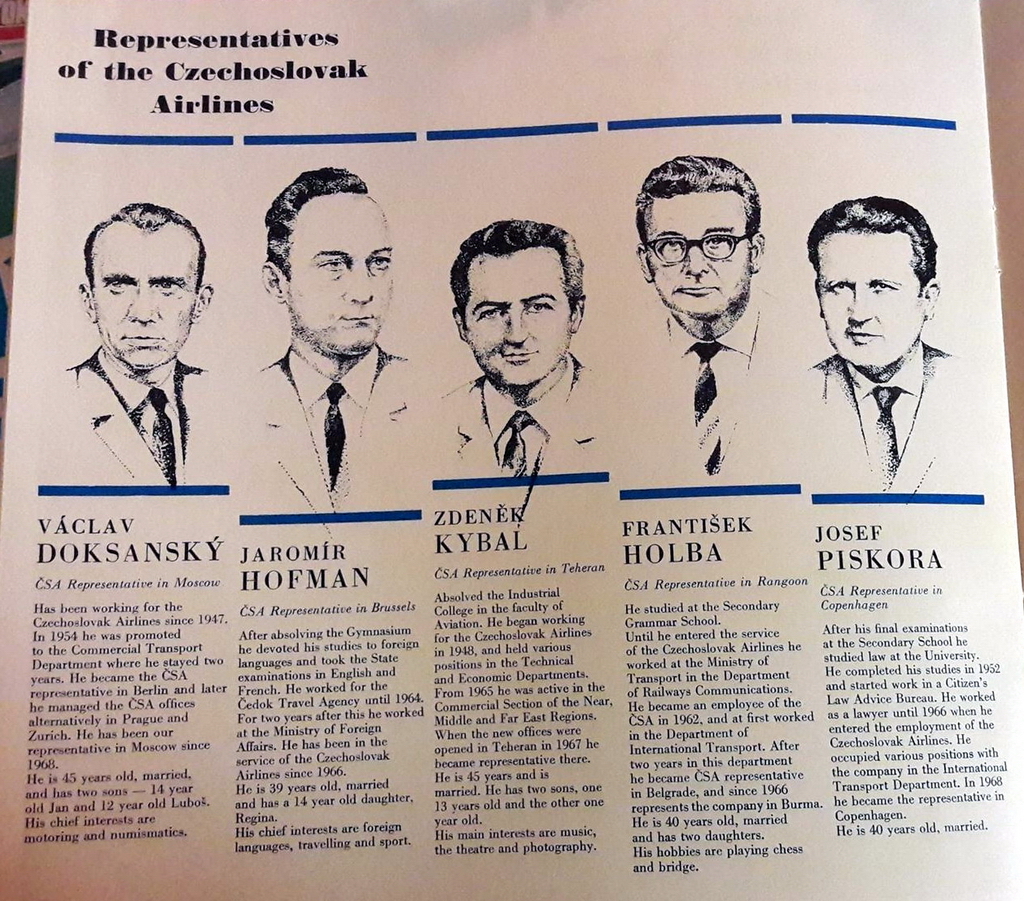 Representatives
of the Czechoslovak
Airlines
VÁCLAV
DOKSANSKÝ
ČSA Representative in Moscow
Has been working for the
Czechoslovak Airlines since 1947.
In 1954 he was promoted
to the Commercial Transport
Department where he stayed two
years. He became the ČSA
representative in Berlin and later
he managed the ČSA offices
alternatively in Prague and
Zurich. He has been our
representative in Moscow since
1968.
He is 45 years old, married,
and has two sons — 14 year
old Jan and 12 year old Luboš.
His chief interests are
motoring and numismatics.
JAROMÍR
HOFMAN
ČSA Representative in Brussels
After absolving the Gymnasium
he devoted his studies to foreign
languages and took the State
examinations in English and
French. He worked for the
Čedok Travel Agency until 1964.
For two years after this he worked
at the Ministry of Foreign
Affairs. He has been in the
service of the Czechoslovak
Airlines since 1966.
He is 39 years old, married
and has a 14 year old daughter,
Regina.
His chief interests are foreign
languages, travelling and sport.
ZDENĚK
KYBAL
ČSA Representative in Teheran
Absolved the Industrial
College in the faculty of
Aviation. He began working
for the Czechoslovak Airlines
in 1948, and held various
positions in the Technical
and Economic Departments.
From 1965 he was active in the
Commercial Section of the Near,
Middle and Far East Regions.
When the new offices were
opened in Teheran in 1967 he
became representative there.
He is 45 years and is
married. He has two sons, one
13 years old and the other one
year old.
His main interests are music,
the theatre and photography.
FRANTIŠEK
HOLBA
ČSA Representative in Rangoon
He studied at the Secondary
Grammar School.
Until he entered the service
of the Czechoslovak Airlines he
worked at the Ministry of
Transport in the Department
of Railways Communications.
He became an employee of the
ČSA in 1962, and at first worked
in the Department of
International Transport. After
two years in this department
he became ČSA representative
in Belgrade, and since 1966
represents the company in Burma.
He is 40 years old, married
and has two daughters.
His hobbies are playing chess
and bridge.
JOSEF
PISKORA
ČSA Representative in
Copenhagen
After his final examinations
at the Secondary School he
studied law at the University.
He completed his studies in 1952
and started work in a Citizen's
Law Advice Bureau. He worked
as a lawyer until 1966 when he
entered the employment of the
Czechoslovak Airlines. He
occupied various positions with
the company in the International
Transport Department. In 1968
he became the representative in
Copenhagen.
He is 40 years old, married.